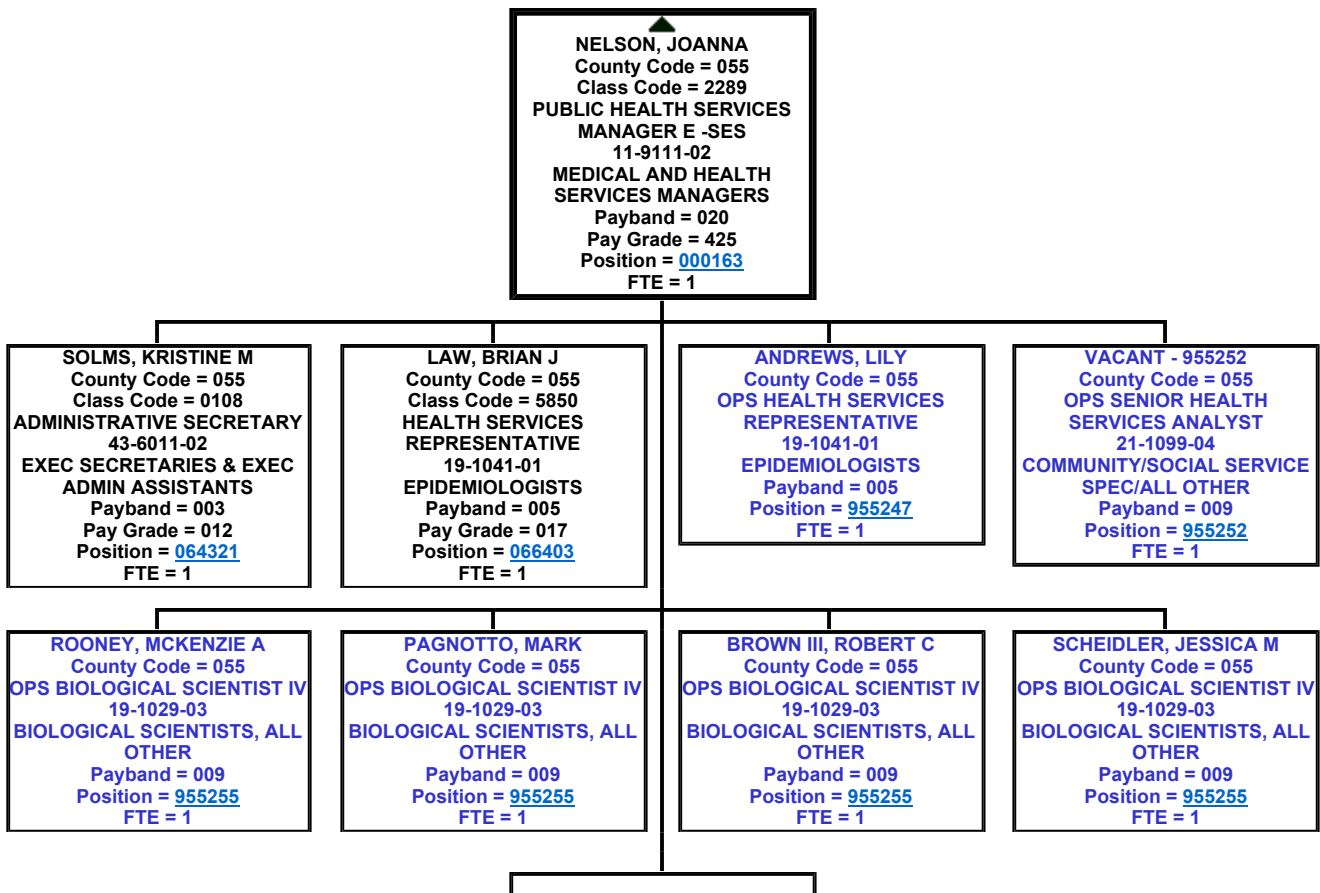 NELSON, JOANNA
County Code = 055
Class Code = 2289
PUBLIC HEALTH SERVICES
MANAGER E -SES
11-9111-02
MEDICAL AND HEALTH
SERVICES MANAGERS
Payband = 020
Pay Grade = 425
Position = 000163
FTE = 1
SOLMS, KRISTINE M
County Code = 055
Class Code = 0108
ADMINISTRATIVE SECRETARY
43-6011-02
EXEC SECRETARIES & EXEC
ADMIN ASSISTANTS
Payband = 003
Pay Grade = 012
Position = 064321
FTE = 1
LAW, BRIAN J
County Code = 055
Class Code = 5850
HEALTH SERVICES
REPRESENTATIVE
19-1041-01
EPIDEMIOLOGISTS
Payband = 005
Pay Grade = 017
Position = 066403
FTE = 1
ANDREWS, LILY
County Code = 055
OPS HEALTH SERVICES
REPRESENTATIVE
19-1041-01
EPIDEMIOLOGISTS
Payband = 005
Position = 955247
FTE = 1
VACANT - 955252
County Code = 055
OPS SENIOR HEALTH
SERVICES ANALYST
21-1099-04
COMMUNITY/SOCIAL SERVICE
SPEC/ALL OTHER
Payband = 009
Position = 955252
FTE = 1
ROONEY, MCKENZIE A
County Code = 055
OPS BIOLOGICAL SCIENTIST IV
19-1029-03
BIOLOGICAL SCIENTISTS, ALL
OTHER
Payband = 009
Position = 955255
FTE = 1
PAGNOTTO, MARK
County Code = 055
OPS BIOLOGICAL SCIENTIST IV
19-1029-03
BIOLOGICAL SCIENTISTS, ALL
OTHER
Payband = 009
Position = 955255
FTE = 1
BROWN III, ROBERT C
County Code = 055
OPS BIOLOGICAL SCIENTIST IV
19-1029-03
BIOLOGICAL SCIENTISTS, ALL
OTHER
Payband = 009
Position = 955255
FTE = 1
SCHEIDLER, JESSICA M
County Code = 055
OPS BIOLOGICAL SCIENTIST IV
19-1029-03
BIOLOGICAL SCIENTISTS, ALL
OTHER
Payband = 009
Position = 955255
FTE = 1